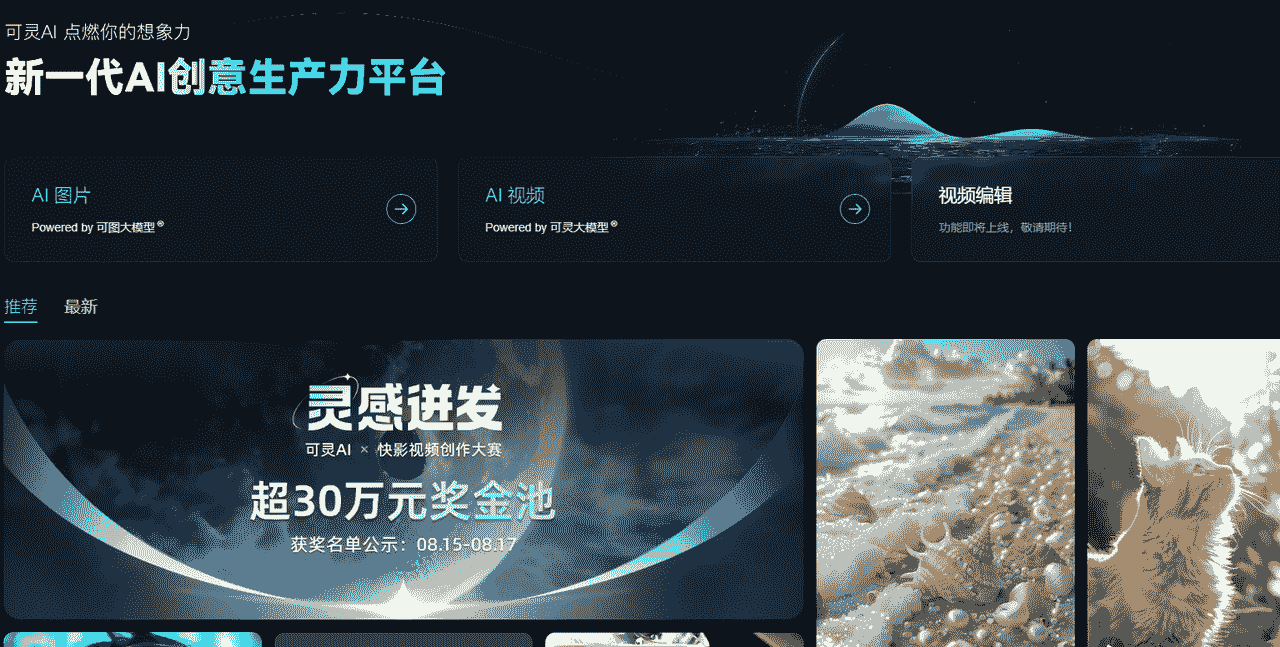 可灵AI 点燃你的想象力
新一代AI创意生产力平台
AI 图片
Powered by 可图大模型®
AI 视频
Powered by 可灵大模型®
视频编辑
功能即将上线，敬请期待！
推荐 最新
灵感迸发
可灵AI × 快影视频创作大赛
超30万元奖金池
获奖名单公示：08.15-08.17